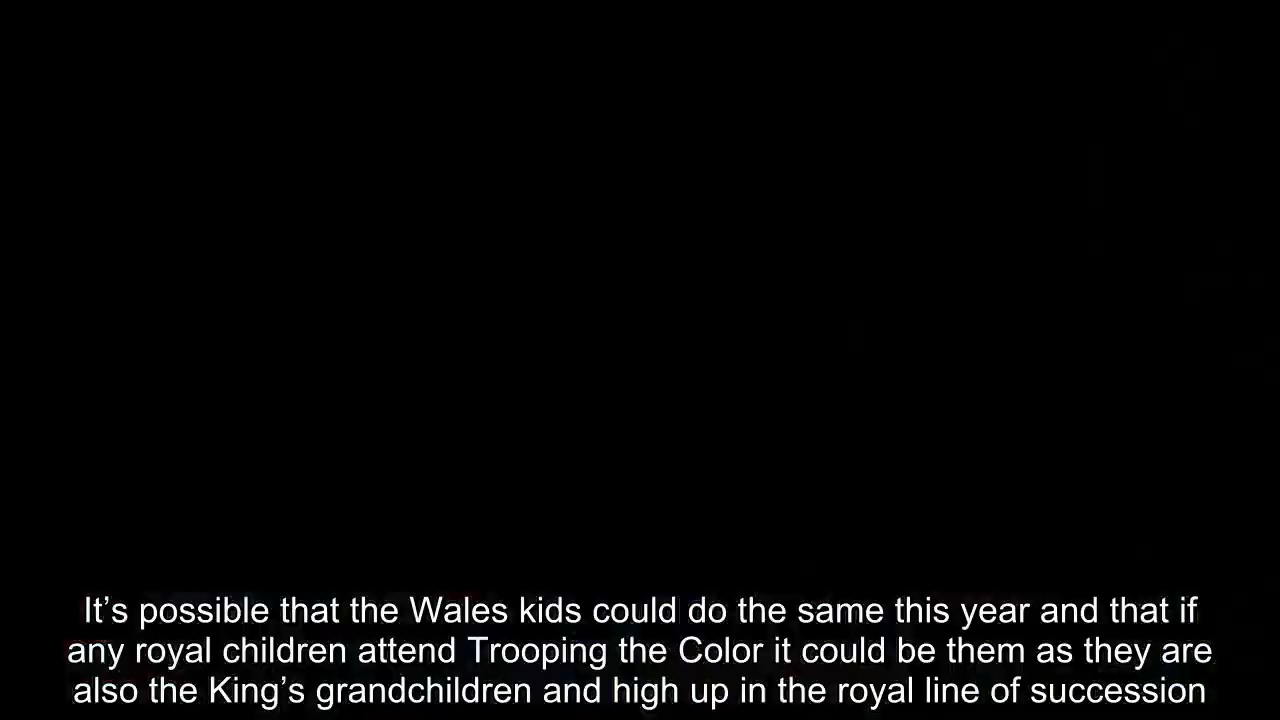 It’s possible that the Wales kids could do the same this year and that if
any royal children attend Trooping the Color it could be them as they are
also the King’s grandchildren and high up in the royal line of succession